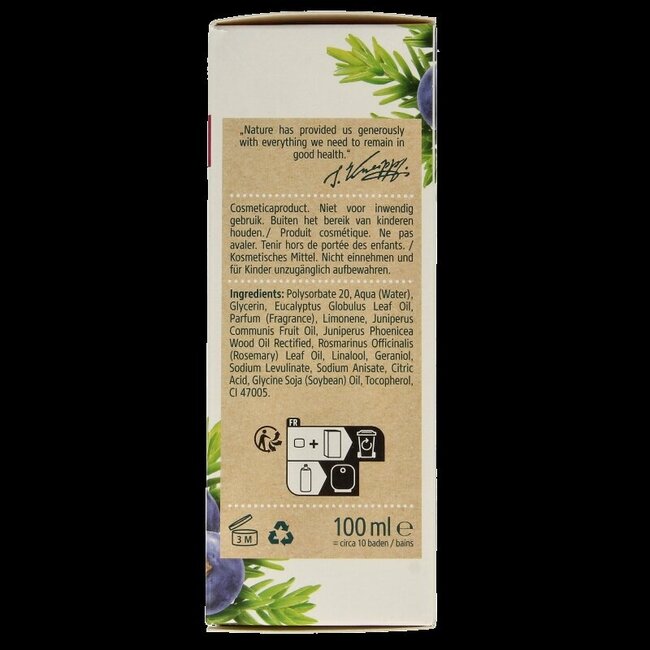 „Nature has provided us generously
with everything we need to remain in
good health.“
S. Kneipp.
Cosmeticaproduct. Niet voor inwendig
gebruik. Buiten het bereik van kinderen
houden./ Produit cosmétique. Ne pas
avaler. Tenir hors de portée des enfants. /
Kosmetisches Mittel. Nicht einnehmen und
für Kinder unzugänglich aufbewahren.
Ingredients: Polysorbate 20, Aqua (Water),
Glycerin, Eucalyptus Globulus Leaf Oil,
Parfum (Fragrance), Limonene, Juniperus
Communis Fruit Oil, Juniperus Phoenicea
Wood Oil Rectified, Rosmarinus Officinalis
(Rosemary) Leaf Oil, Linalool, Geraniol,
Sodium Levulinate, Sodium Anisate, Citric
Acid, Glycine Soja (Soybean) Oil, Tocopherol,
CI 47005.
FR
+
3 M
100 ml e
= circa 10 baden / bains